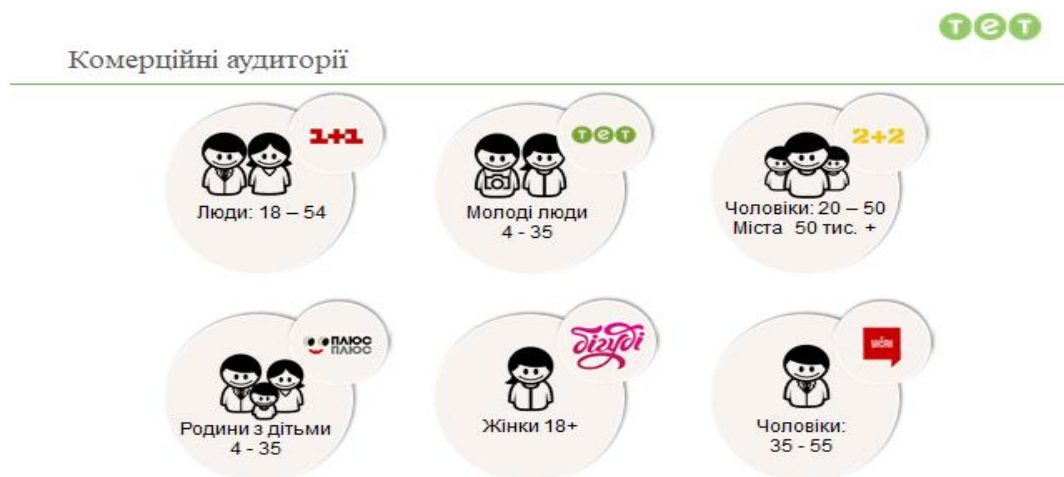 тет
Комерційні аудиторії
1+1
Люди: 18 – 54
тет
Молоді люди
4 - 35
2+2
Чоловіки: 20 – 50
Міста 50 тис. +
ПЛЮС
ПЛЮС
Родини з дітьми
4 - 35
бігуді
Жінки 18+
Чоловіки:
35 - 55